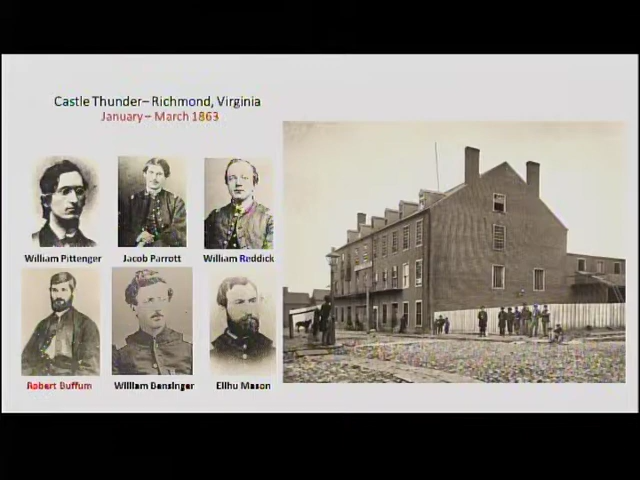 Castle Thunder– Richmond, Virginia
January – March 1863
William Pittenger Jacob Parrott William Reddick
Robert Buffum William Bensinger Elihu Mason